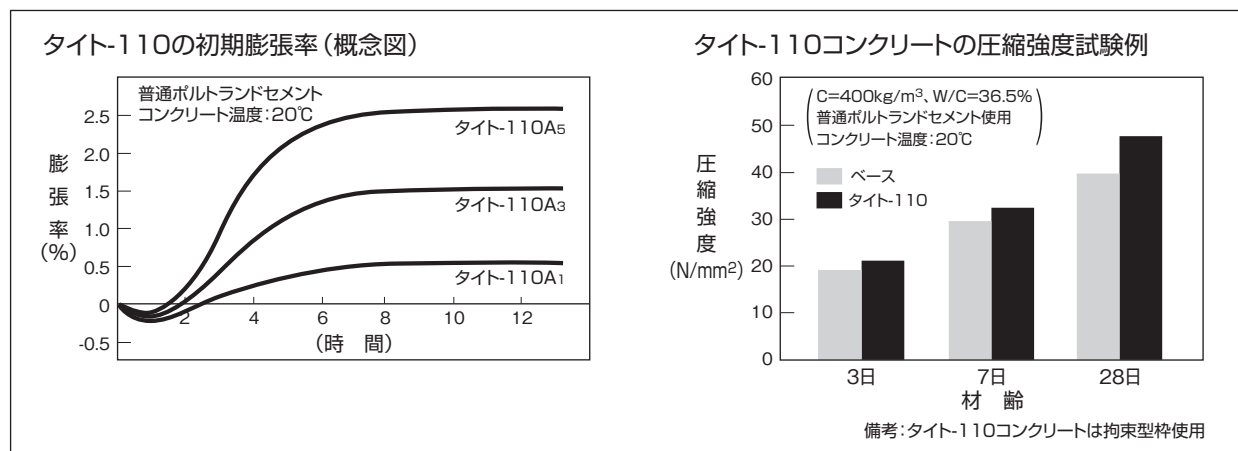 タイト-110の初期膨張率(概念図)
普通ポルトランドセメント
コンクリート温度:20℃
膨張率(%)
2.5
2.0
1.5
1.0
0.5
0
-0.5
タイト-110A5
タイト-110A3
タイト-110A1
2 4 6 8 10 12
(時 間)
タイト-110コンクリートの圧縮強度試験例
C=400kg/m³、W/C=36.5%
普通ポルトランドセメント使用
コンクリート温度:20℃
ベース
タイト-110
圧縮強度(N/mm²)
60
50
40
30
20
10
0
3日 7日 28日
材 齢
備考:タイト-110コンクリートは拘束型枠使用